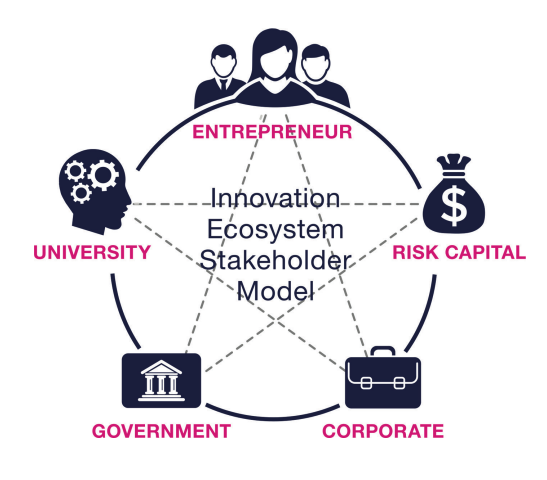 ENTREPRENEUR
Innovation
Ecosystem
Stakeholder
Model
UNIVERSITY
$
RISK CAPITAL
GOVERNMENT
CORPORATE